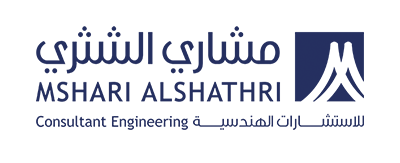 مشاري الشثري
MSHARI ALSHATHRI
Consultant Engineering للاستشارات الهندسية